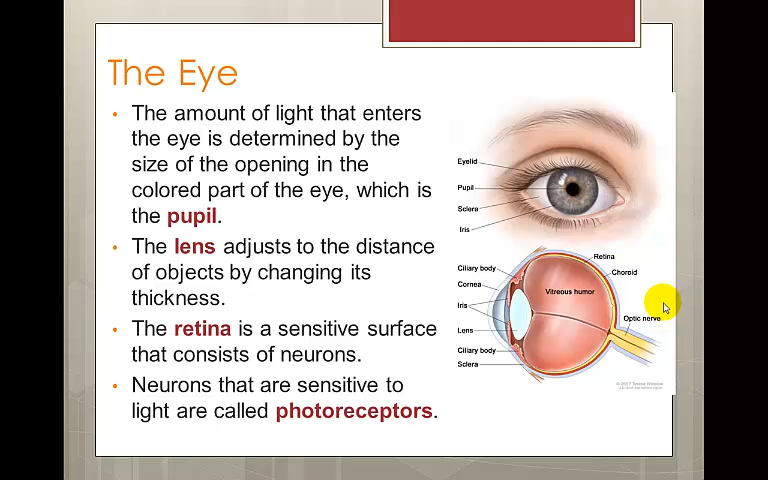 The Eye
• The amount of light that enters
the eye is determined by the
size of the opening in the
colored part of the eye, which is
the pupil.
• The lens adjusts to the distance
of objects by changing its
thickness.
• The retina is a sensitive surface
that consists of neurons.
• Neurons that are sensitive to
light are called photoreceptors.
Eyelid
Pupil
Sclera
Iris
Retina
Ciliary body
Choroid
Cornea
Vitreous humor
Iris
Optic nerve
Lens
Ciliary body
Sclera